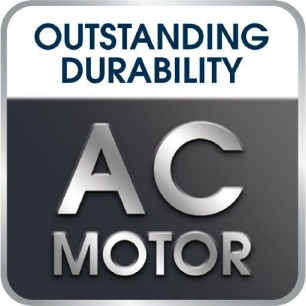 OUTSTANDING
DURABILITY
AC
MOTOR